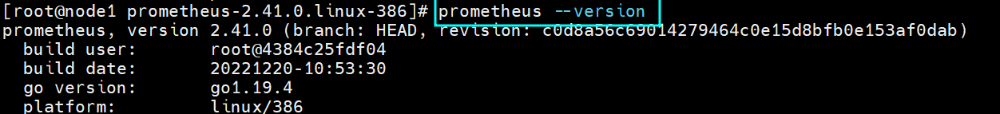 [root@node1 prometheus-2.41.0.linux-386]# prometheus --version
prometheus, version 2.41.0 (branch: HEAD, revision: c0d8a56c69014279464c0e15d8bfb0e153af0dab)
  build user:       root@4384c25fdf04
  build date:       20221220-10:53:30
  go version:       go1.19.4
  platform:         linux/386